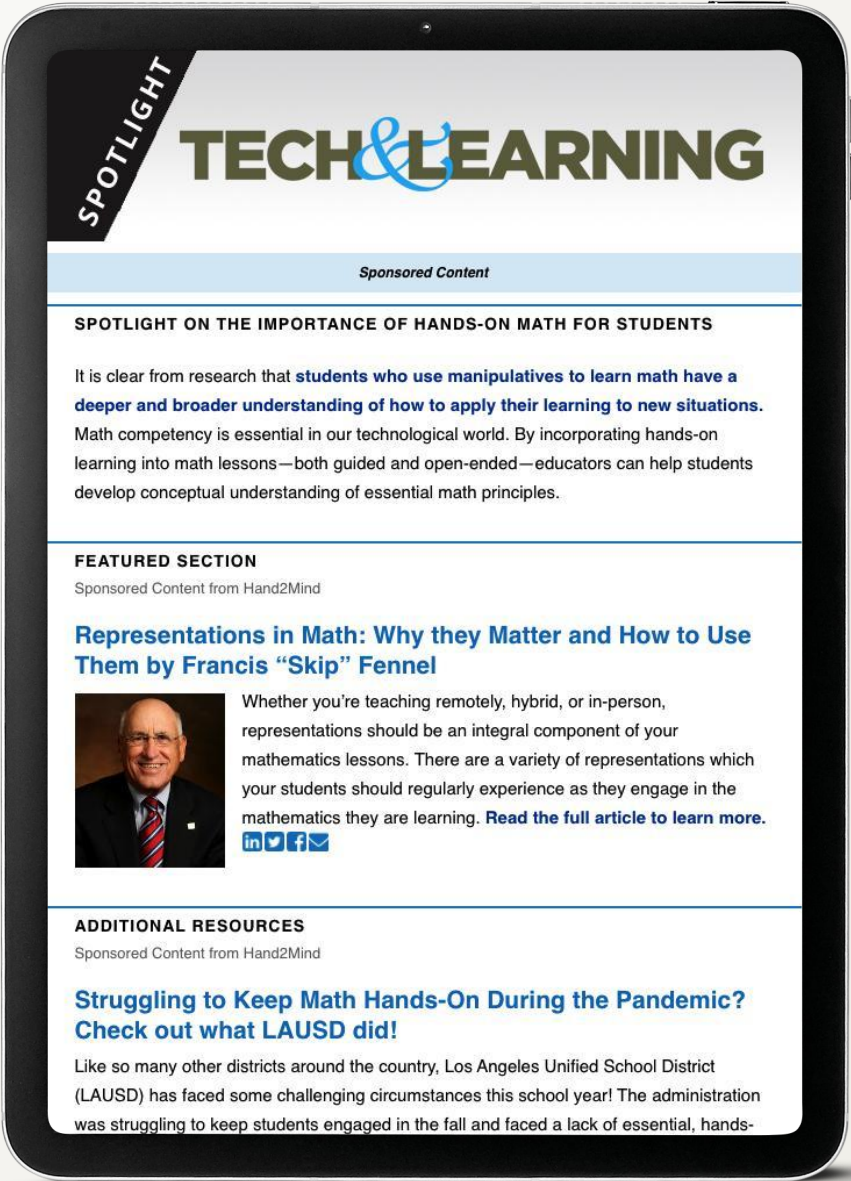 SPOTLIGHT
TECH&LEARNING
Sponsored Content
SPOTLIGHT ON THE IMPORTANCE OF HANDS-ON MATH FOR STUDENTS
It is clear from research that students who use manipulatives to learn math have a
deeper and broader understanding of how to apply their learning to new situations.
Math competency is essential in our technological world. By incorporating hands-on
learning into math lessons—both guided and open-ended—educators can help students
develop conceptual understanding of essential math principles.
FEATURED SECTION
Sponsored Content from Hand2Mind
Representations in Math: Why they Matter and How to Use
Them by Francis “Skip” Fennel
Whether you’re teaching remotely, hybrid, or in-person,
representations should be an integral component of your
mathematics lessons. There are a variety of representations which
your students should regularly experience as they engage in the
mathematics they are learning. Read the full article to learn more.
in
ADDITIONAL RESOURCES
Sponsored Content from Hand2Mind
Struggling to Keep Math Hands-On During the Pandemic?
Check out what LAUSD did!
Like so many other districts around the country, Los Angeles Unified School District
(LAUSD) has faced some challenging circumstances this school year! The administration
was struggling to keep students engaged in the fall and faced a lack of essential, hands-